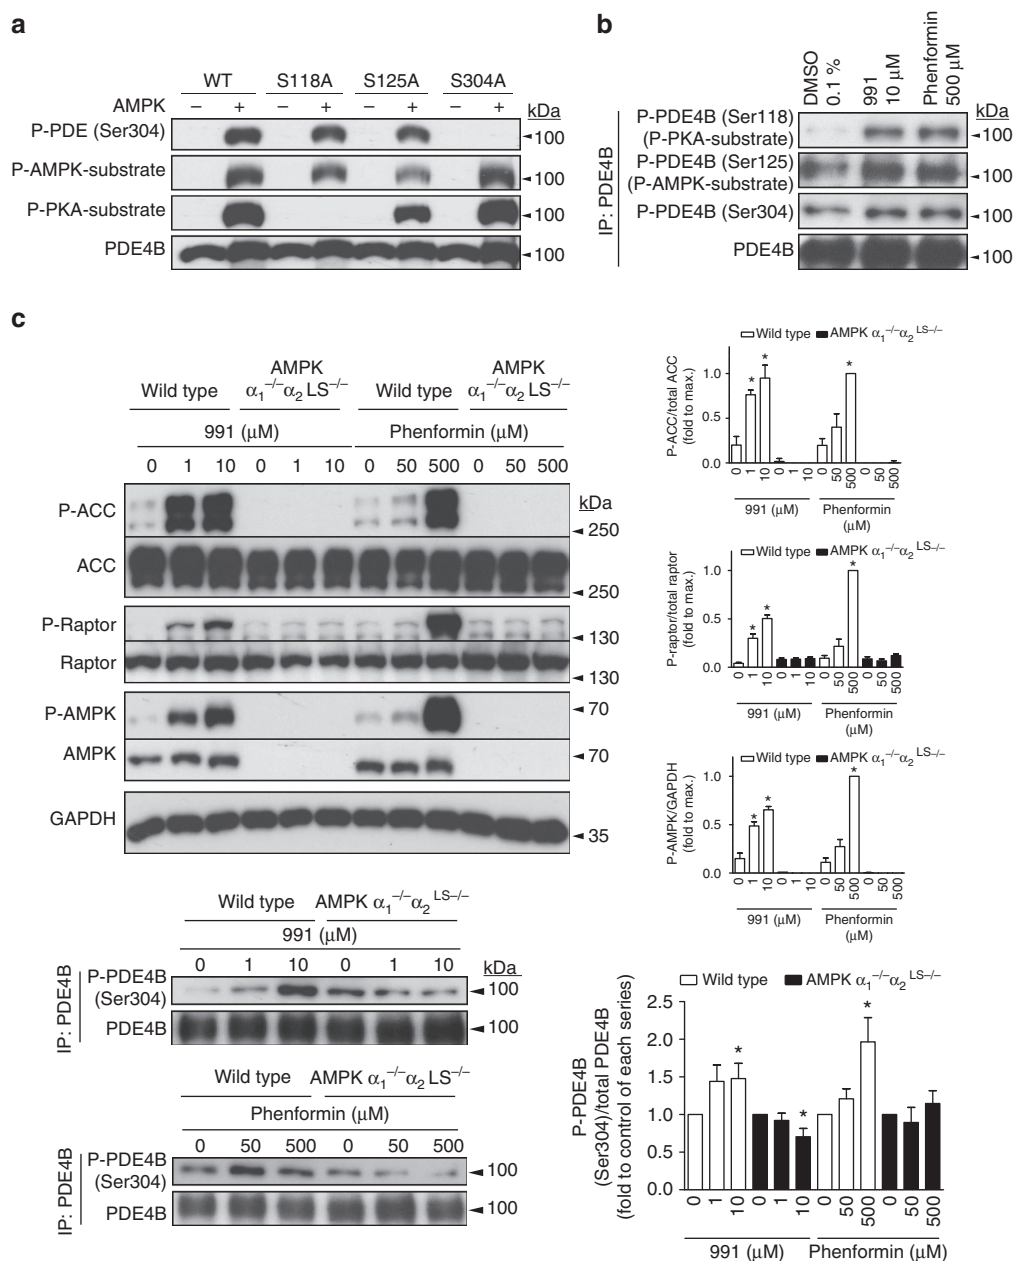 a
WT S118A S125A S304A
AMPK – + – + – + – + kDa
P-PDE (Ser304) 100
P-AMPK-substrate 100
P-PKA-substrate 100
PDE4B 100
b
DMSO 0.1 %
991 10 μM
Phenformin 500 μM
kDa
IP: PDE4B
P-PDE4B (Ser118)
(P-PKA-substrate) 100
P-PDE4B (Ser125)
(P-AMPK-substrate) 100
P-PDE4B (Ser304) 100
PDE4B 100
c
Wild type AMPK α1−/−α2 LS−/− Wild type AMPK α1−/−α2 LS−/−
991 (μM) Phenformin (μM)
0 1 10 0 1 10 0 50 500 0 50 500
kDa
P-ACC 250
ACC 250
P-Raptor 130
Raptor 130
P-AMPK 70
AMPK 70
GAPDH 35
Wild type AMPK α1−/−α2 LS−/−
P-ACC/total ACC
(fold to max.)
1.0
0.5
0.0
* * *
0 1 10 0 1 10 0 50 500 0 50 500
991 (μM) Phenformin
(μM)
Wild type AMPK α1−/−α2 LS−/−
P-raptor/total raptor
(fold to max.)
1.0
0.5
0.0
* * *
0 1 10 0 1 10 0 50 500 0 50 500
991 (μM) Phenformin
(μM)
Wild type AMPK α1−/−α2 LS−/−
P-AMPK/GAPDH
(fold to max.)
1.0
0.5
0.0
* * *
0 1 10 0 1 10 0 50 500 0 50 500
991 (μM) Phenformin
(μM)
Wild type AMPK α1−/−α2 LS−/−
991 (μM)
0 1 10 0 1 10 kDa
IP: PDE4B
P-PDE4B
(Ser304) 100
PDE4B 100
Wild type AMPK α1−/−α2 LS−/−
Phenformin (μM)
0 50 500 0 50 500
IP: PDE4B
P-PDE4B
(Ser304) 100
PDE4B 100
Wild type AMPK α1−/−α2 LS−/−
P-PDE4B
(Ser304)/total PDE4B
(fold to control of each series)
2.5
2.0
1.5
1.0
0.5
0.0
* * *
0 1 10 0 1 10 0 50 500 0 50 500
991 (μM) Phenformin (μM)